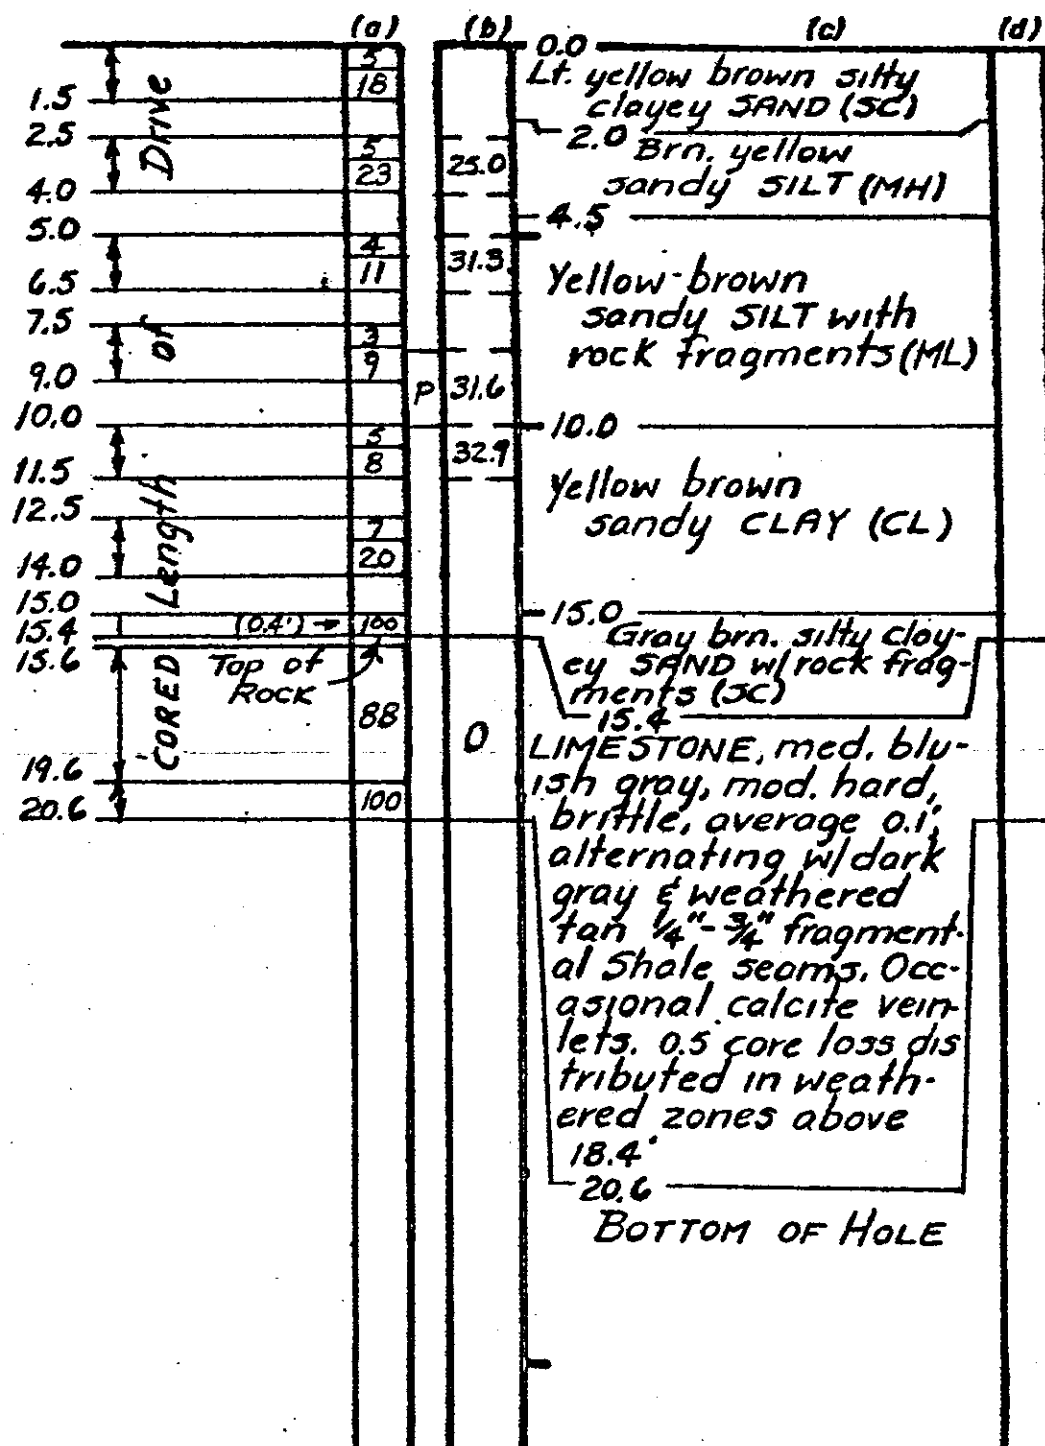 (a) (b) (c) (d)
0.0
5
18
1.5
Lt. yellow brown silty
clayey SAND (SC)
2.0
2.5
5
23
25.0
4.0
Brn. yellow
sandy SILT (MH)
4.5
5.0
4
11
31.3
6.5
Yellow-brown
sandy SILT with
rock fragments (ML)
7.5
3
9
9.0
P
31.6
10.0
10.0
5
8
32.9
11.5
Yellow brown
sandy CLAY (CL)
12.5
7
20
14.0
15.0
15.0
(0.4') 100
15.4
15.6
Top of
Rock
Gray brn. silty clay-
ey SAND w/rock frag-
ments (SC)
15.4
88
0
19.6
100
20.6
CORED Length of Drive
LIMESTONE, med. blu-
ish gray, mod. hard,
brittle, average 0.1',
alternating w/dark
gray & weathered
tan 1/4"-3/4" fragment-
al Shale seams. Occ-
asional calcite vein-
lets. 0.5 core loss dis
tributed in weath-
ered zones above
18.4'
20.6
BOTTOM OF HOLE